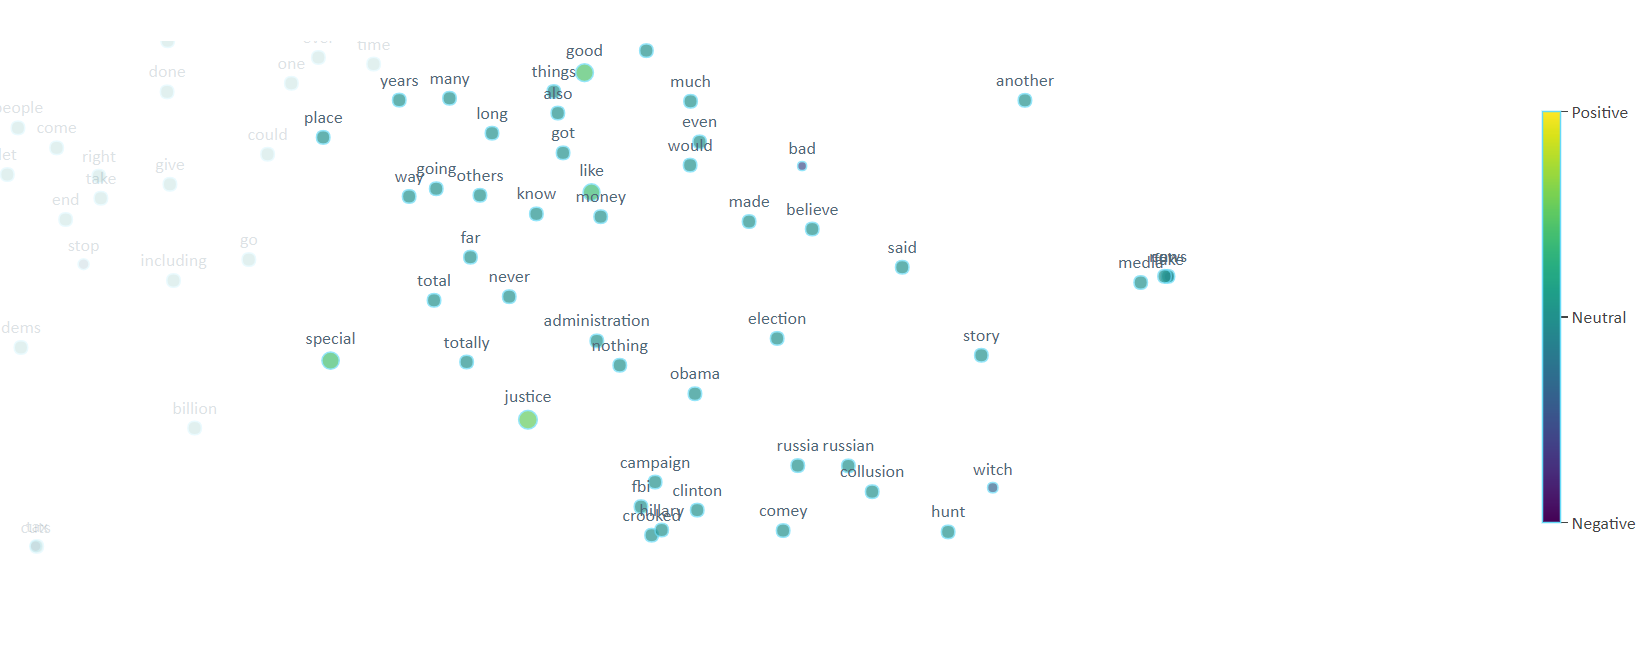 time
good
one
done
things
years
many
much
another
also
people
long
place
even
come
could
got
would
bad
let
right
give
like
take
way
going
others
know
money
end
made
believe
far
go
stop
said
including
media
fake
news
total
never
dems
administration
election
special
totally
nothing
story
obama
justice
billion
russia
russian
campaign
collusion
witch
fbi
clinton
hillary
crooked
comey
hunt
tax
cuts
Positive
Neutral
Negative